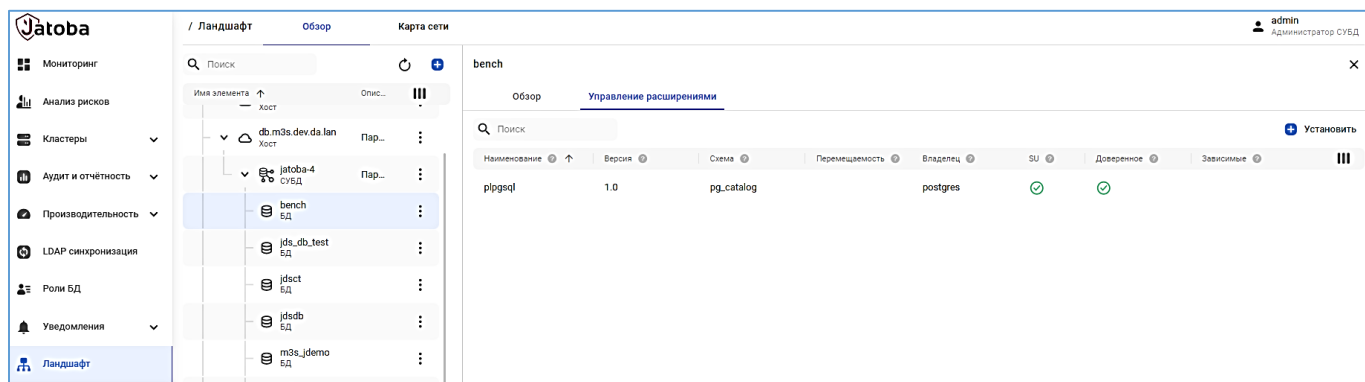 Jatoba
/ Ландшафт
Обзор
Карта сети
admin
Администратор СУБД
Мониторинг
Анализ рисков
Кластеры
Аудит и отчётность
Производительность
LDAP синхронизация
Роли БД
Уведомления
Ландшафт
Поиск
Имя элемента
Опис...
Хост
db.m3s.dev.da.lan
Пар...
Хост
jatoba-4
Пар...
СУБД
bench
БД
jds_db_test
БД
jdsct
БД
jdsdb
БД
m3s_jdemo
БД
bench
Обзор
Управление расширениями
Поиск
Установить
Наименование
Версия
Схема
Перемещаемость
Владелец
SU
Доверенное
Зависимые
plpgsql
1.0
pg_catalog
postgres